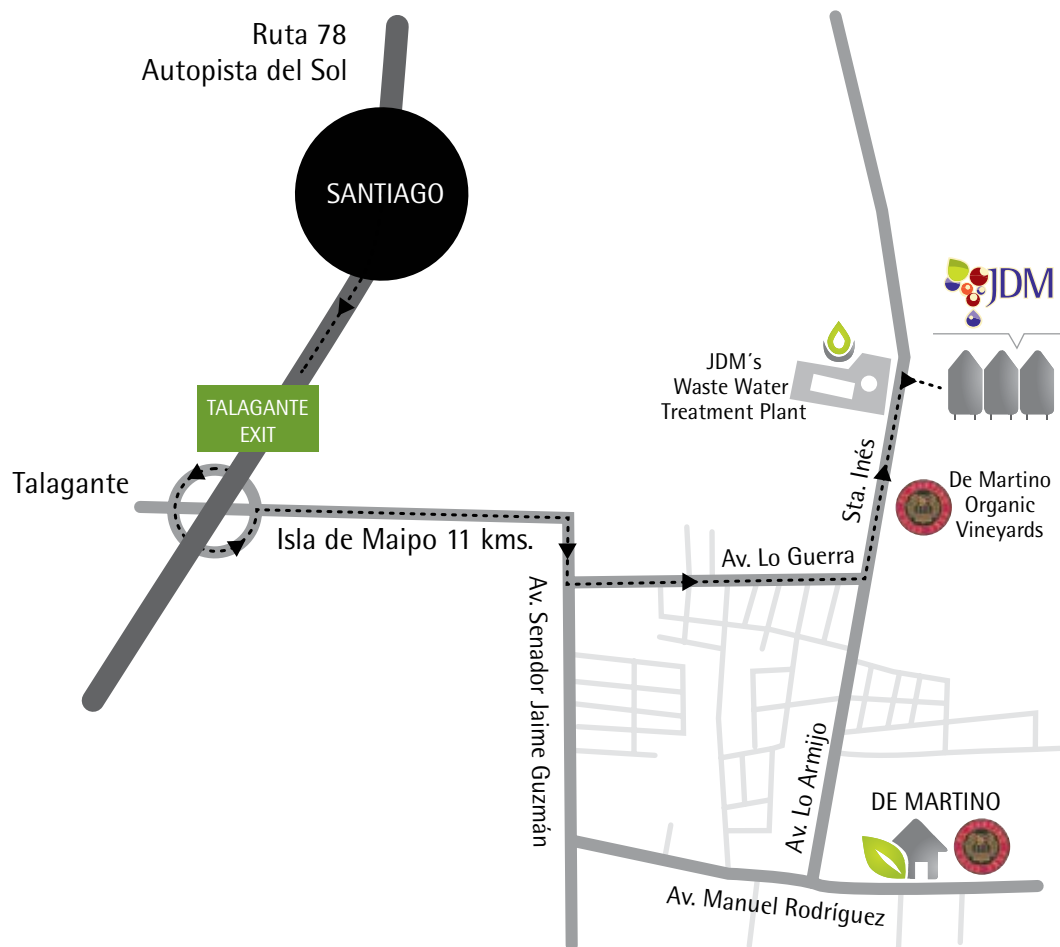 Ruta 78
Autopista del Sol
SANTIAGO
TALAGANTE
EXIT
Talagante
Isla de Maipo 11 kms.
Av. Senador Jaime Guzmán
Av. Lo Guerra
Sta. Inés
JDM
JDM´s
Waste Water
Treatment Plant
De Martino
Organic
Vineyards
Av. Lo Armijo
DE MARTINO
Av. Manuel Rodríguez